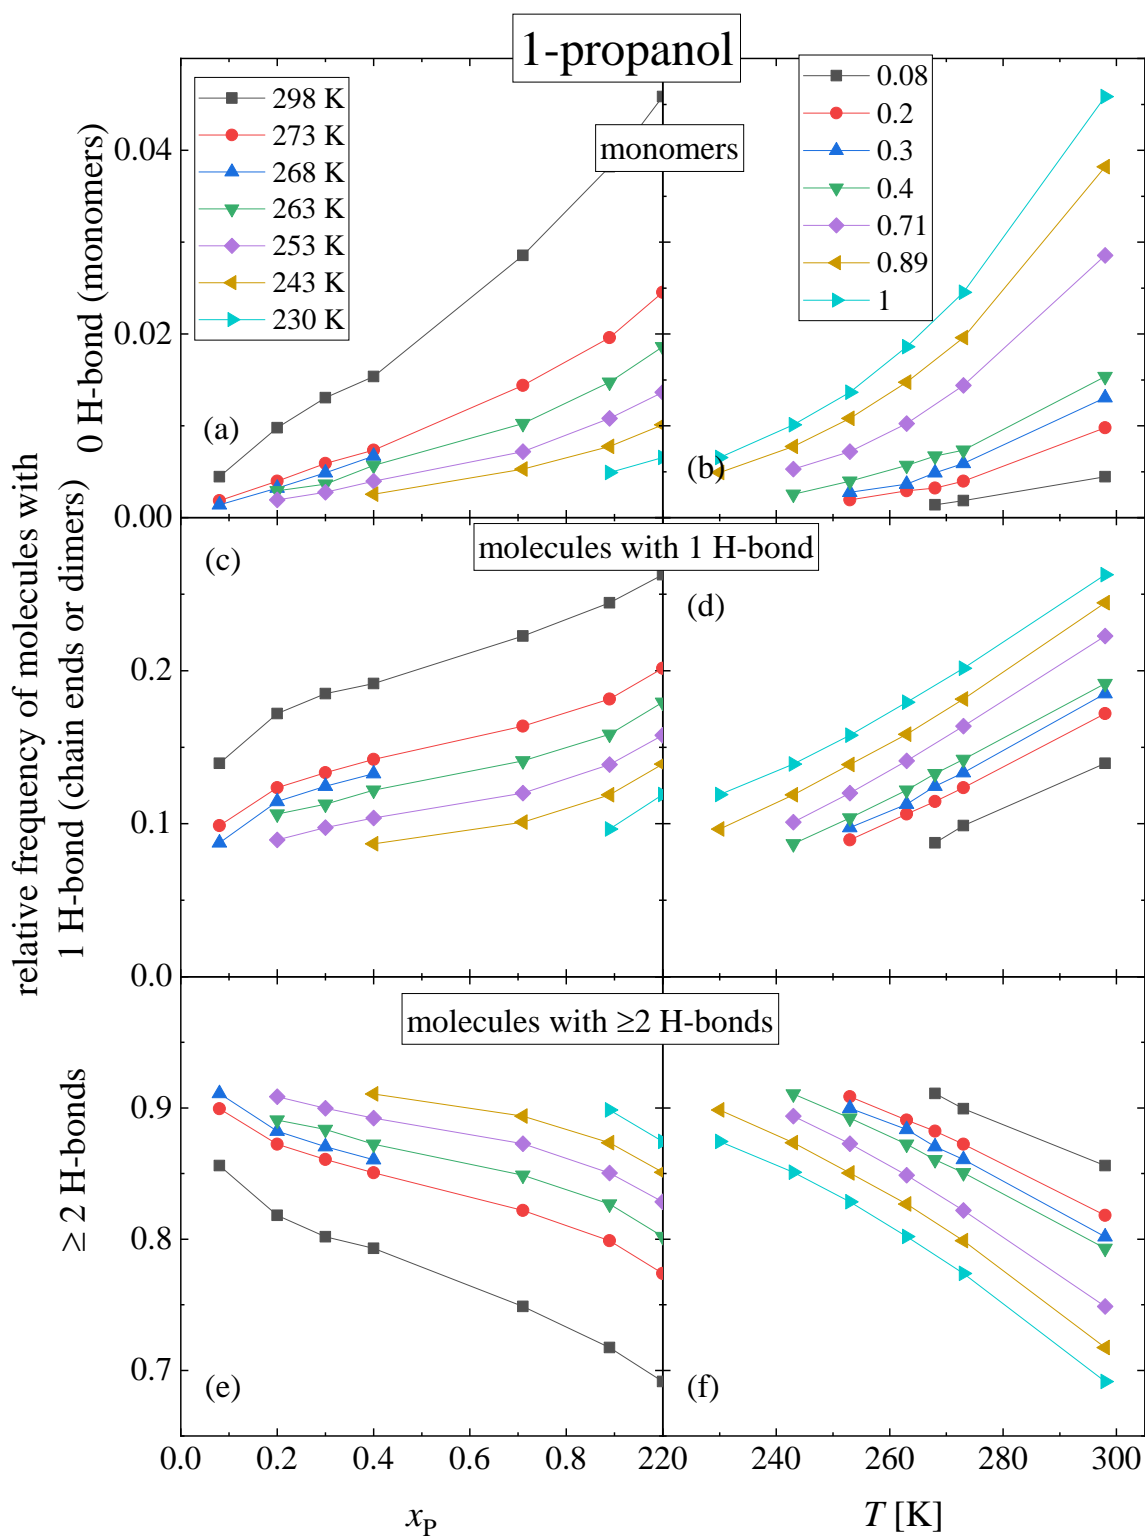 1-propanol
298 K
273 K
268 K
263 K
253 K
243 K
230 K
0.08
0.2
0.3
0.4
0.71
0.89
1
monomers
0.04
0.02
0.00
(a)
(b)
0 H-bond (monomers)
relative frequency of molecules with
1 H-bond (chain ends or dimers)
≥ 2 H-bonds
molecules with 1 H-bond
(c)
(d)
0.2
0.1
0.0
molecules with ≥2 H-bonds
0.9
0.8
0.7
(e)
(f)
0.0 0.2 0.4 0.6 0.8 220 240 260 280 300
xP
T [K]